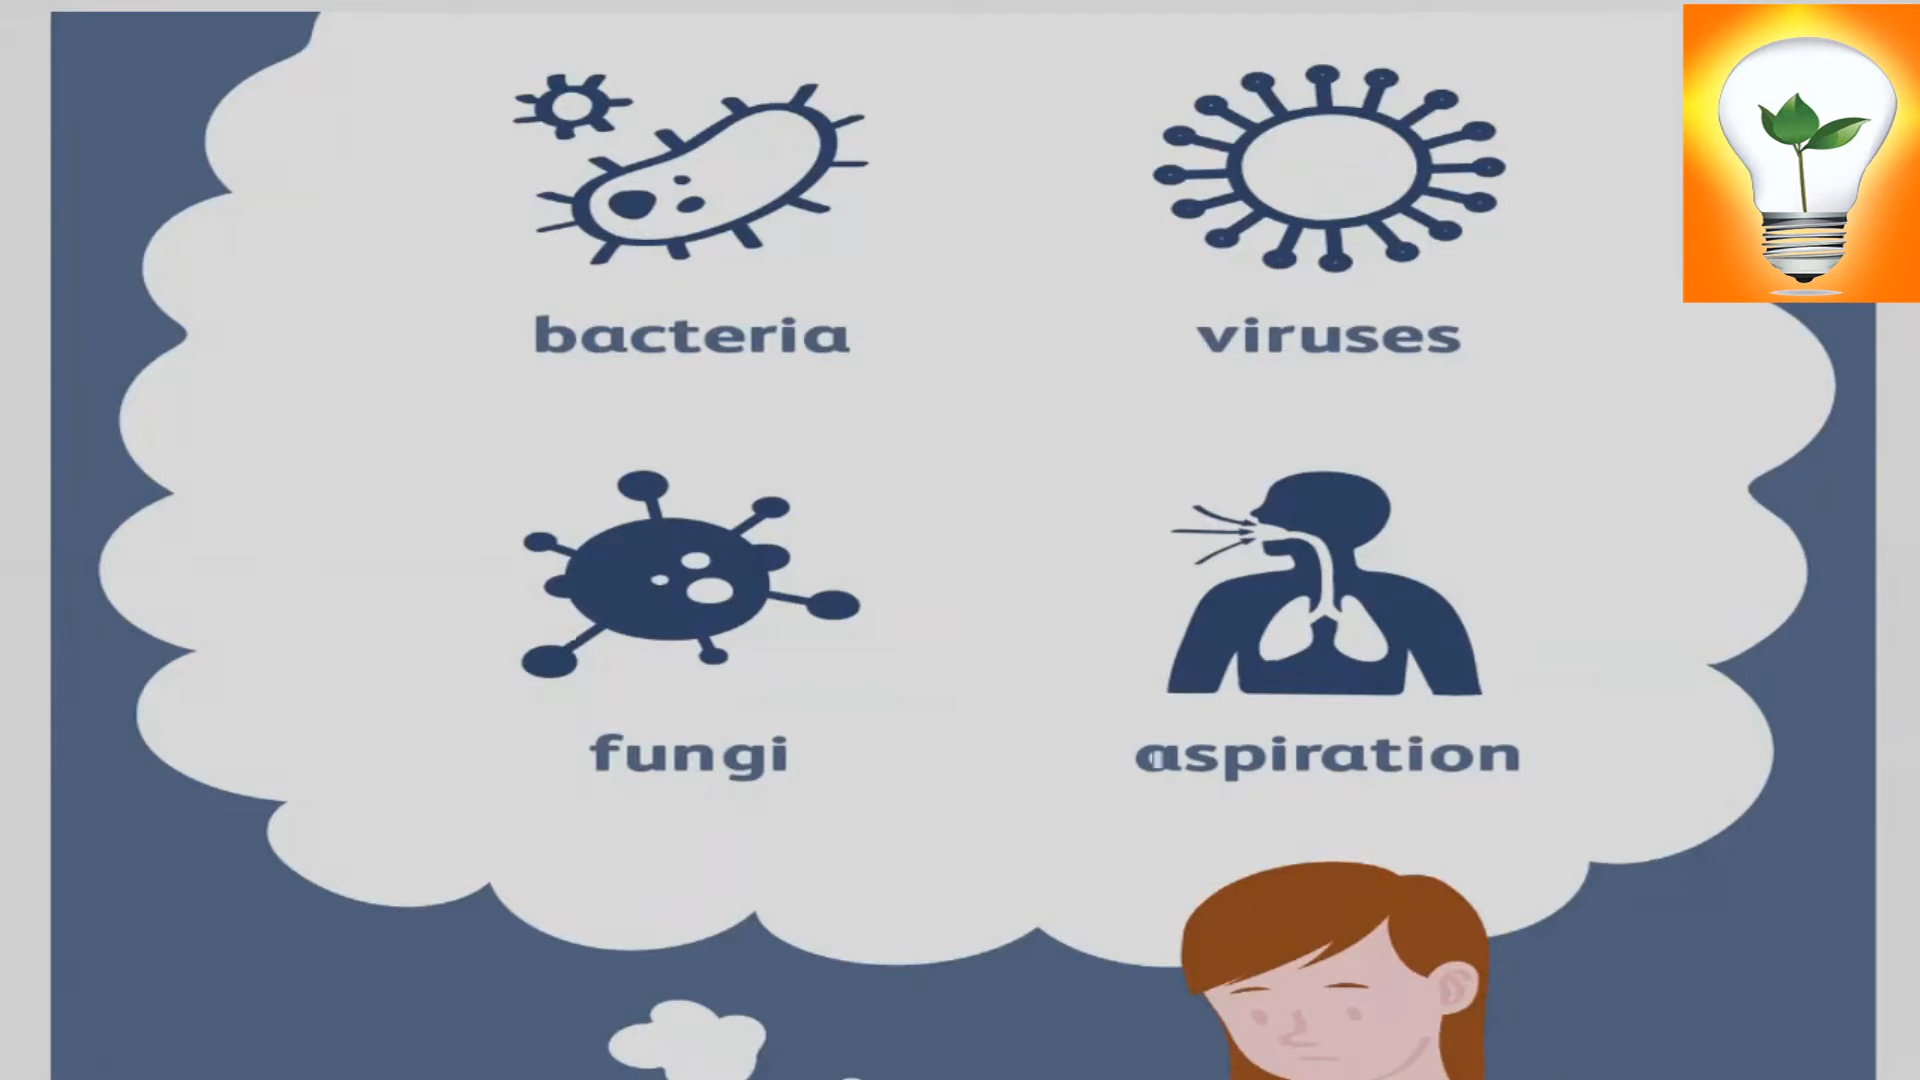 bacteria
viruses
fungi
aspiration